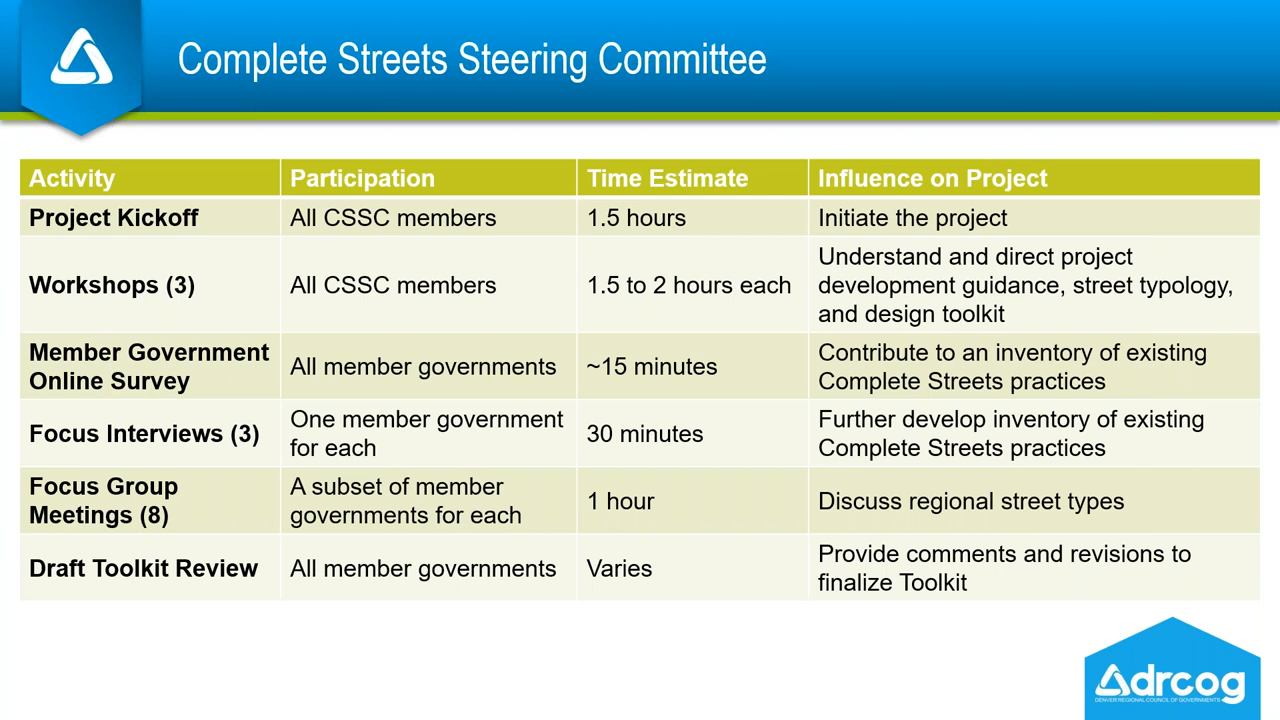 Complete Streets Steering Committee
Activity Participation Time Estimate Influence on Project
Project Kickoff All CSSC members 1.5 hours Initiate the project
Workshops (3) All CSSC members 1.5 to 2 hours each Understand and direct project
development guidance, street typology,
and design toolkit
Member Government
Online Survey All member governments ~15 minutes Contribute to an inventory of existing
Complete Streets practices
Focus Interviews (3) One member government
for each 30 minutes Further develop inventory of existing
Complete Streets practices
Focus Group
Meetings (8) A subset of member
governments for each 1 hour Discuss regional street types
Draft Toolkit Review All member governments Varies Provide comments and revisions to
finalize Toolkit
drcog
DENVER REGIONAL COUNCIL OF GOVERNMENTS